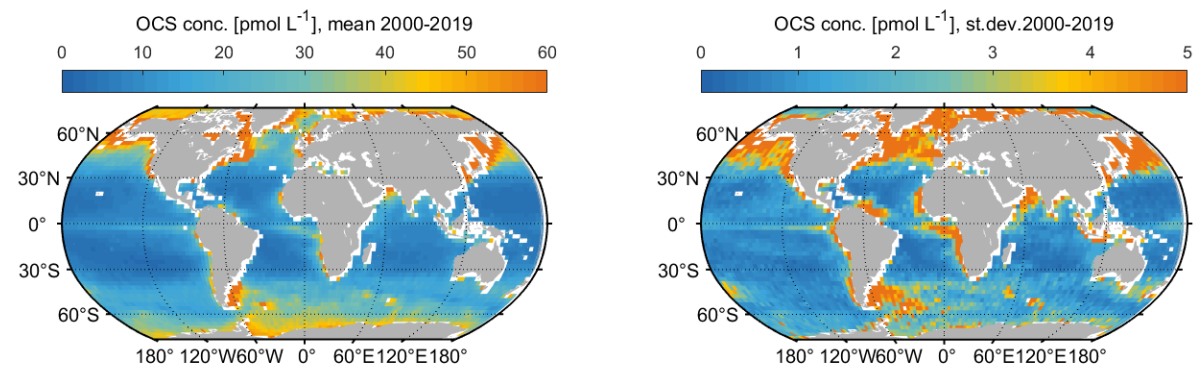 OCS conc. [pmol L⁻¹], mean 2000-2019
0 10 20 30 40 50 60
60°N
30°N
0°
30°S
60°S
180° 120°W 60°W 0° 60°E 120°E 180°
OCS conc. [pmol L⁻¹], st.dev.2000-2019
0 1 2 3 4 5
60°N
30°N
0°
30°S
60°S
180° 120°W 60°W 0° 60°E 120°E 180°